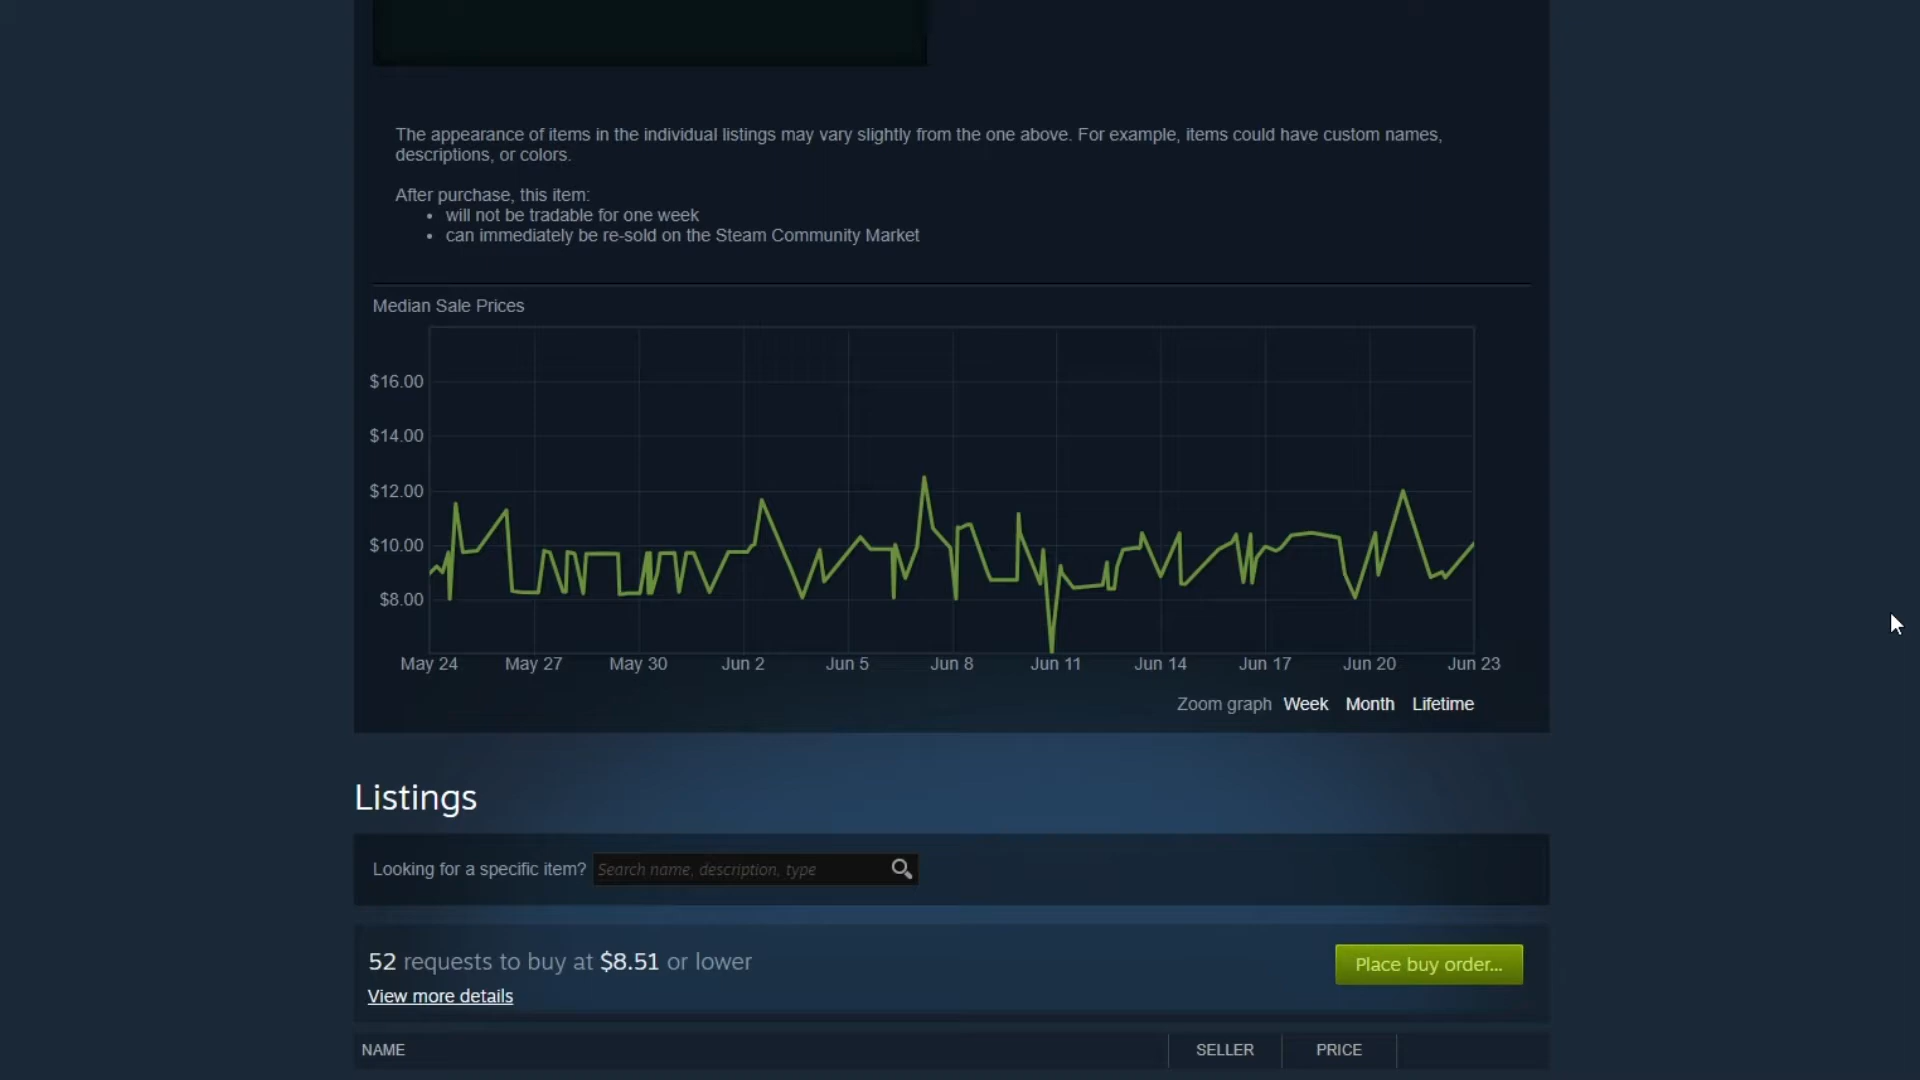 The appearance of items in the individual listings may vary slightly from the one above. For example, items could have custom names,
descriptions, or colors.
After purchase, this item:
• will not be tradable for one week
• can immediately be re-sold on the Steam Community Market
Median Sale Prices
$16.00
$14.00
$12.00
$10.00
$8.00
May 24 May 27 May 30 Jun 2 Jun 5 Jun 8 Jun 11 Jun 14 Jun 17 Jun 20 Jun 23
Zoom graph Week Month Lifetime
Listings
Looking for a specific item? Search name, description, type
52 requests to buy at $8.51 or lower
Place buy order...
View more details
NAME SELLER PRICE